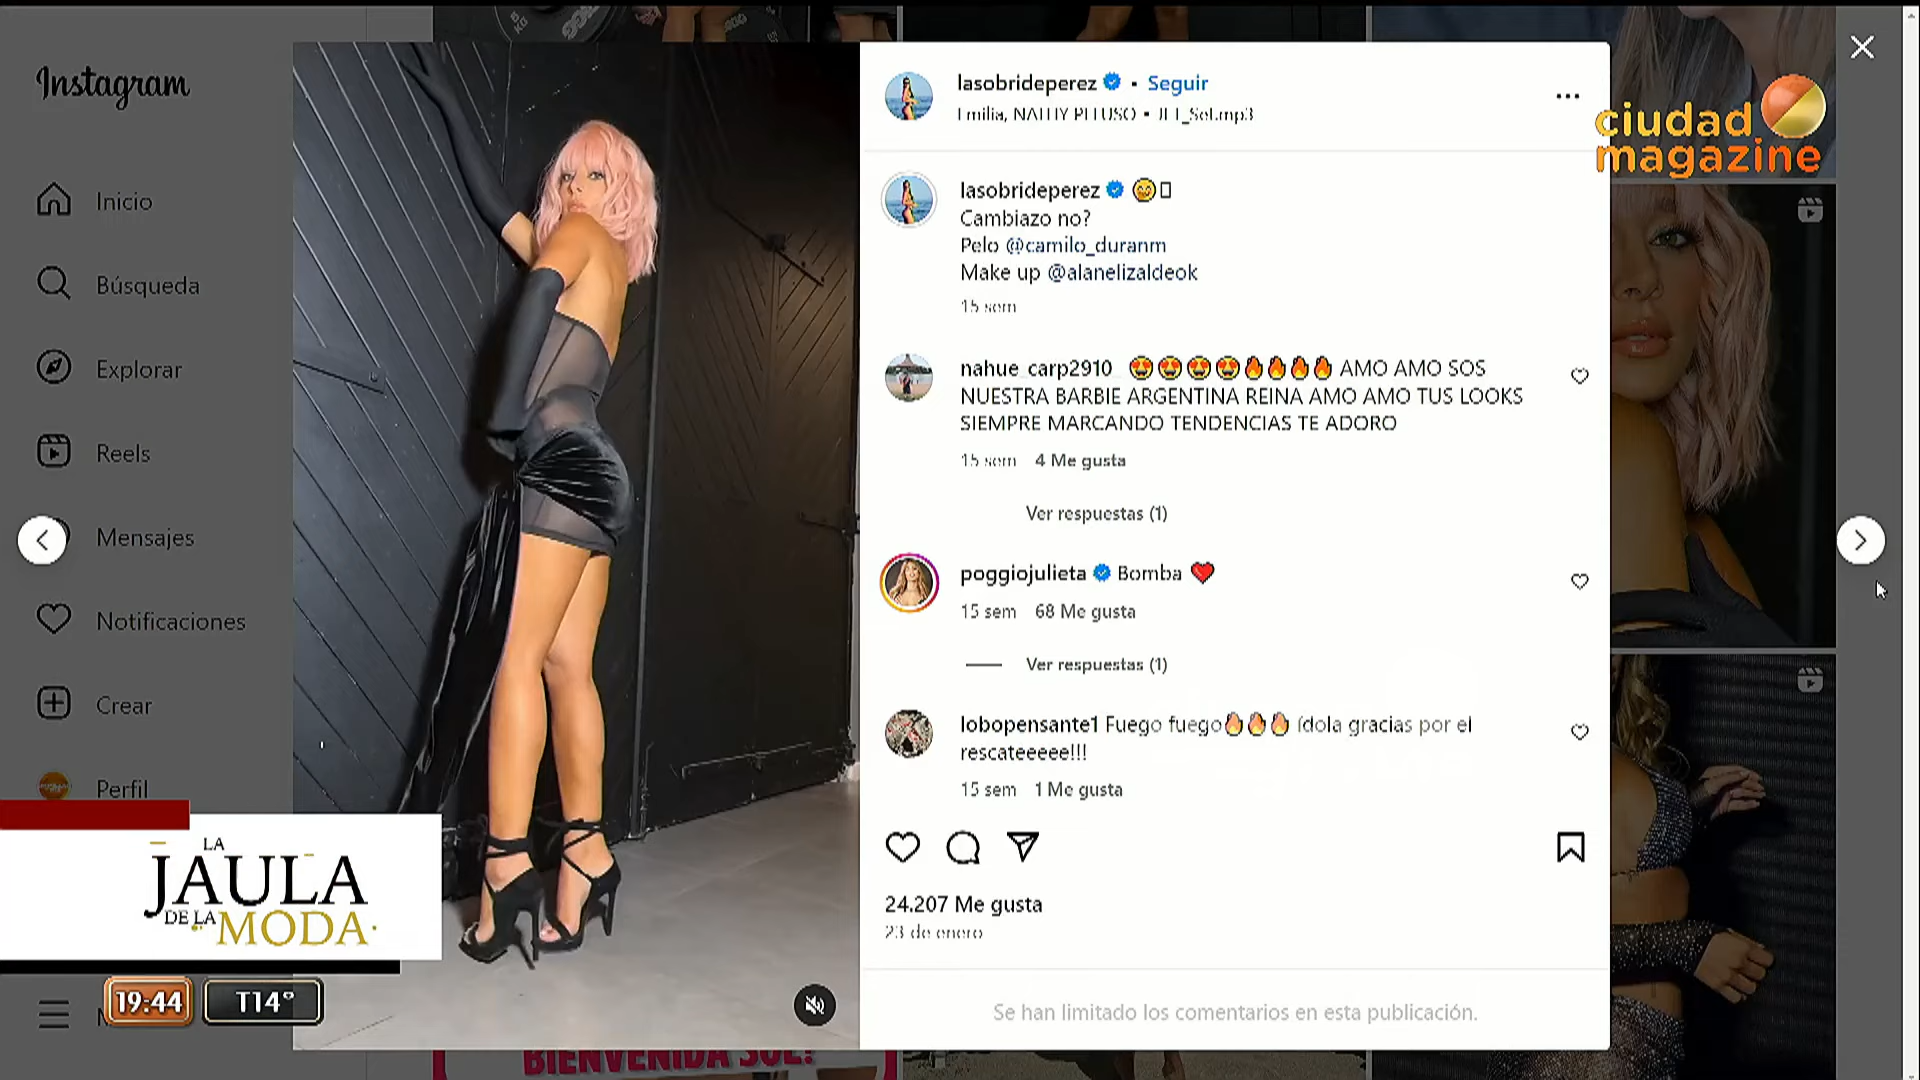 Instagram
Inicio
Búsqueda
Explorar
Reels
Mensajes
Notificaciones
Crear
Perfil
LA
JAULA
DE LA MODA
19:44
T14°
BIENVENIDA SOL!
lasobrideperez • Seguir
Emilia, NATHY PELUSO • JET_Set.mp3
ciudad
magazine
lasobrideperez
Cambiazo no?
Pelo @camilo_duranm
Make up @alanelizaldeok
15 sem
nahue_carp2910 😍😍😍😍🔥🔥🔥🔥 AMO AMO SOS
NUESTRA BARBIE ARGENTINA REINA AMO AMO TUS LOOKS
SIEMPRE MARCANDO TENDENCIAS TE ADORO
15 sem 4 Me gusta
Ver respuestas (1)
poggiojulieta Bomba ❤️
15 sem 68 Me gusta
Ver respuestas (1)
lobopensante1 Fuego fuego🔥🔥🔥 ídola gracias por el
rescateeeee!!!
15 sem 1 Me gusta
24.207 Me gusta
23 de enero
Se han limitado los comentarios en esta publicación.